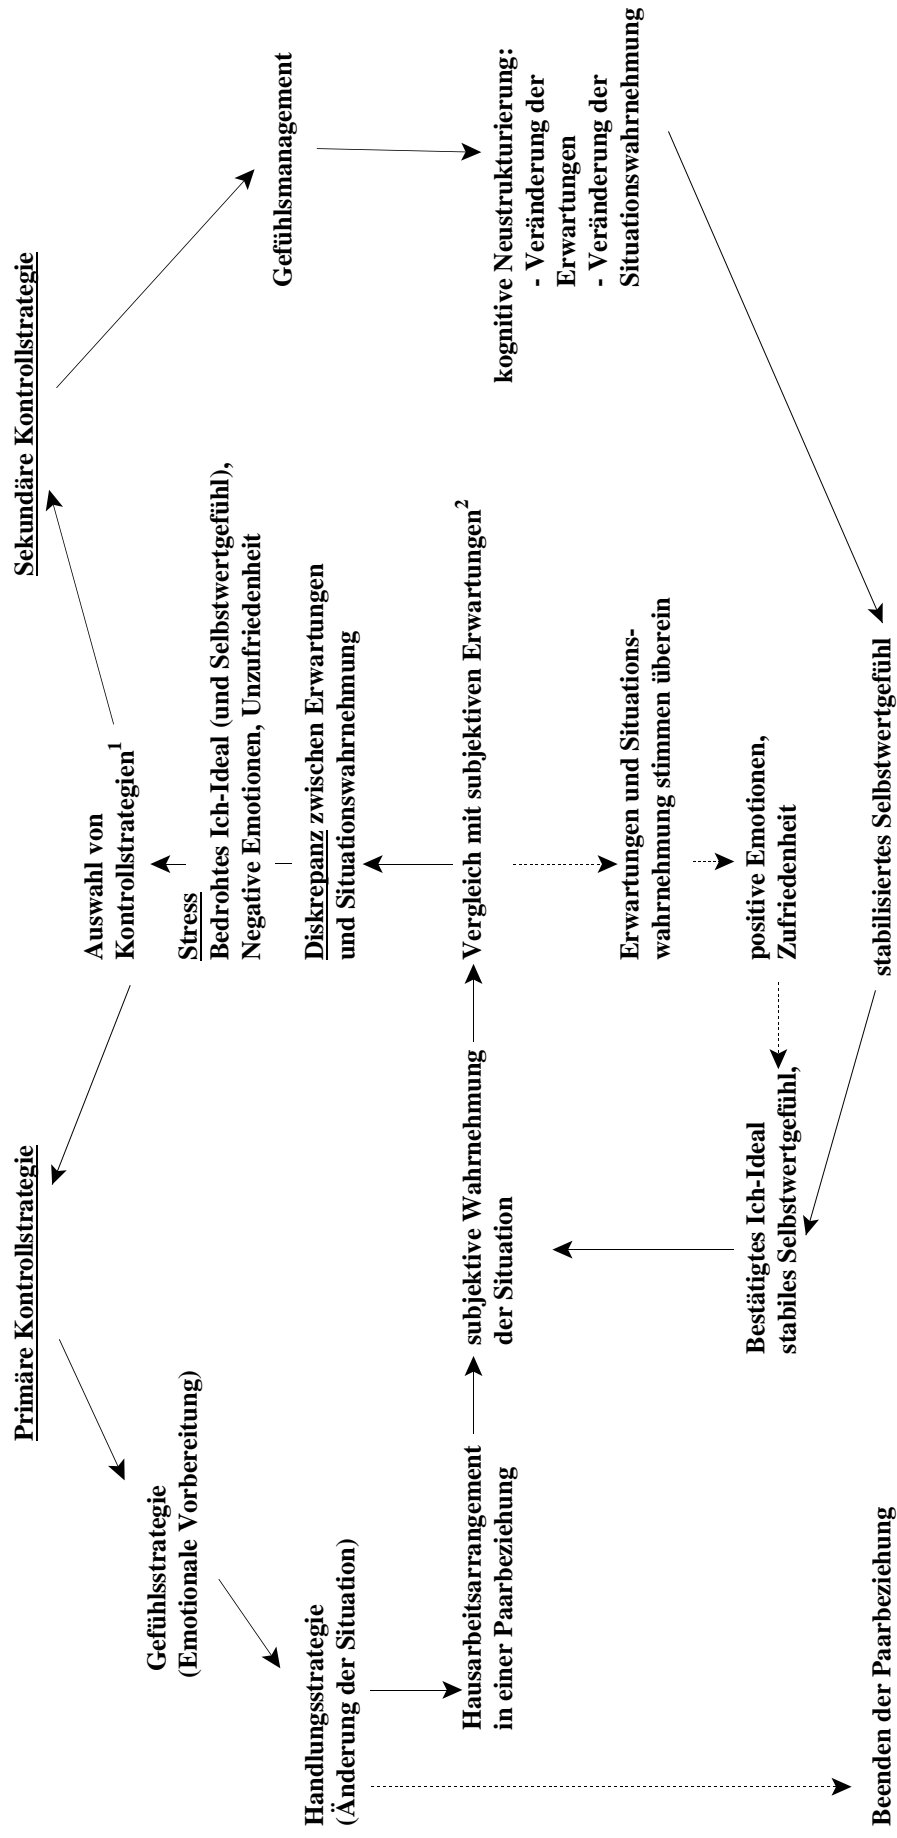 Primäre Kontrollstrategie
Sekundäre Kontrollstrategie
Auswahl von
Kontrollstrategien¹
Gefühlsstrategie
(Emotionale Vorbereitung)
Stress
Bedrohtes Ich-Ideal (und Selbstwertgefühl),
Negative Emotionen, Unzufriedenheit
Gefühlsmanagement
Handlungsstrategie
(Änderung der Situation)
Diskrepanz zwischen Erwartungen
und Situationswahrnehmung
Hausarbeitsarrangement
in einer Paarbeziehung
subjektive Wahrnehmung
der Situation
Vergleich mit subjektiven Erwartungen²
kognitive Neustrukturierung:
- Veränderung der
Erwartungen
- Veränderung der
Situationswahrnehmung
Erwartungen und Situations-
wahrnehmung stimmen überein
Bestätigtes Ich-Ideal
stabiles Selbstwertgefühl,
positive Emotionen,
Zufriedenheit
Beenden der Paarbeziehung
stabilisiertes Selbstwertgefühl